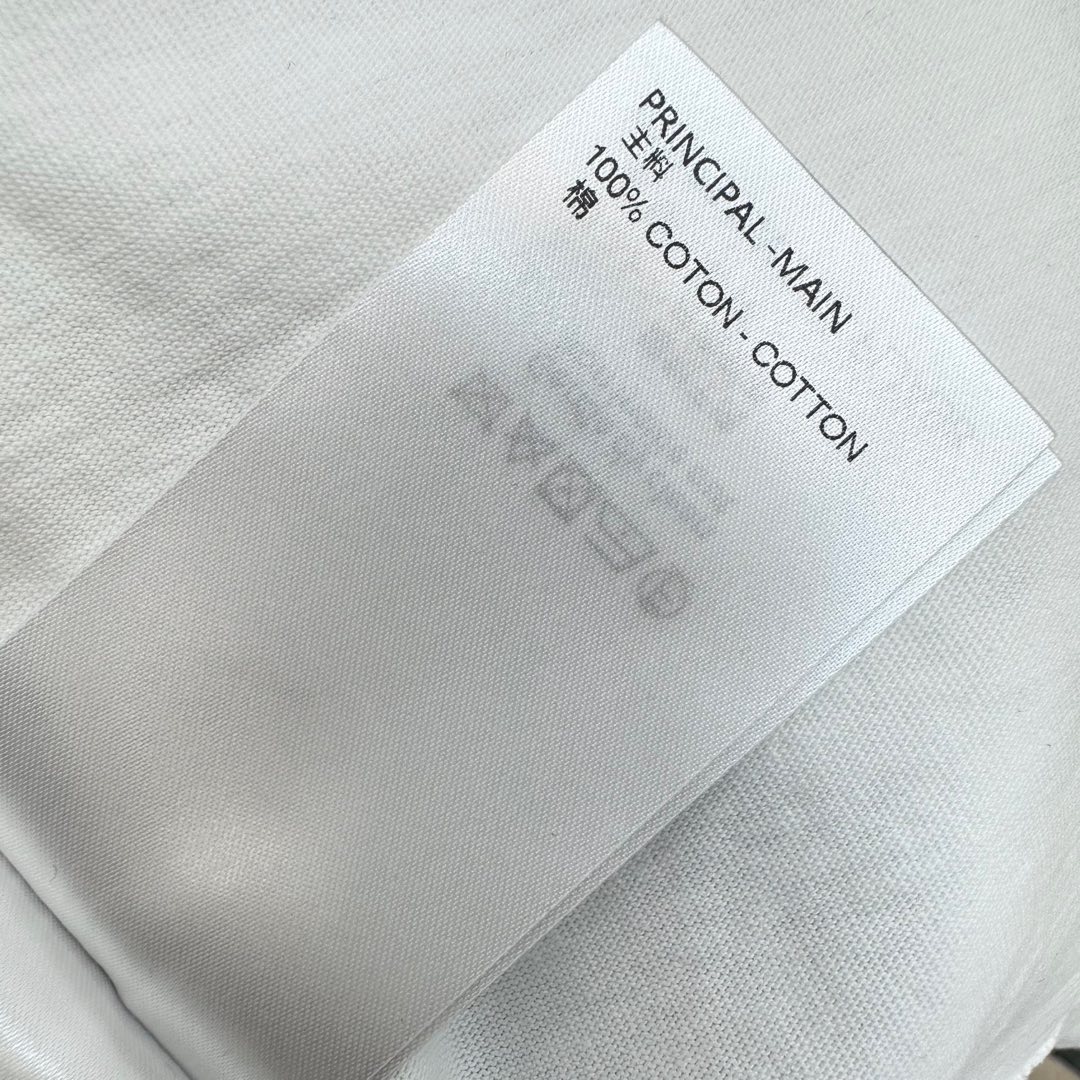 PRINCIPAL -MAIN
主料
100% COTON - COTTON
棉